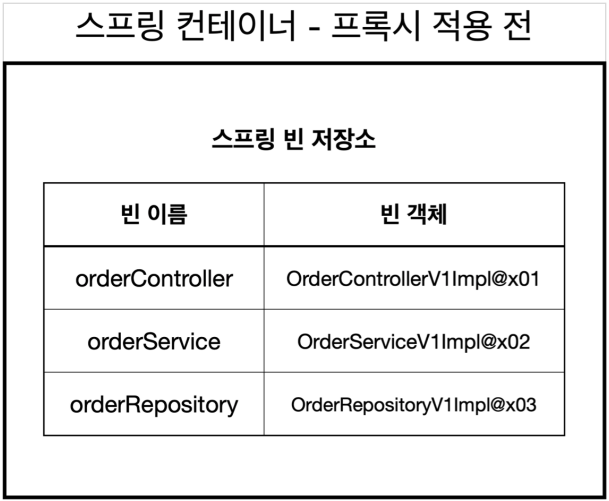 스프링 컨테이너 - 프록시 적용 전
스프링 빈 저장소
빈 이름 빈 객체
orderController OrderControllerV1Impl@x01
orderService OrderServiceV1Impl@x02
orderRepository OrderRepositoryV1Impl@x03